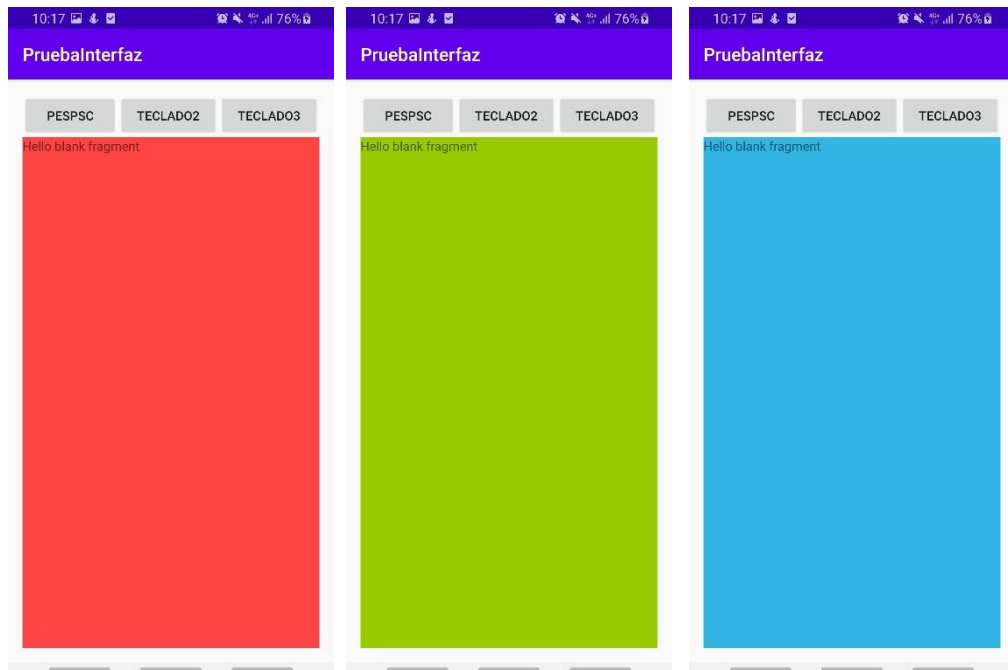 10:17 76%
PruebaInterfaz
PESPSC TECLADO2 TECLADO3
Hello blank fragment
10:17 76%
PruebaInterfaz
PESPSC TECLADO2 TECLADO3
Hello blank fragment
10:17 76%
PruebaInterfaz
PESPSC TECLADO2 TECLADO3
Hello blank fragment